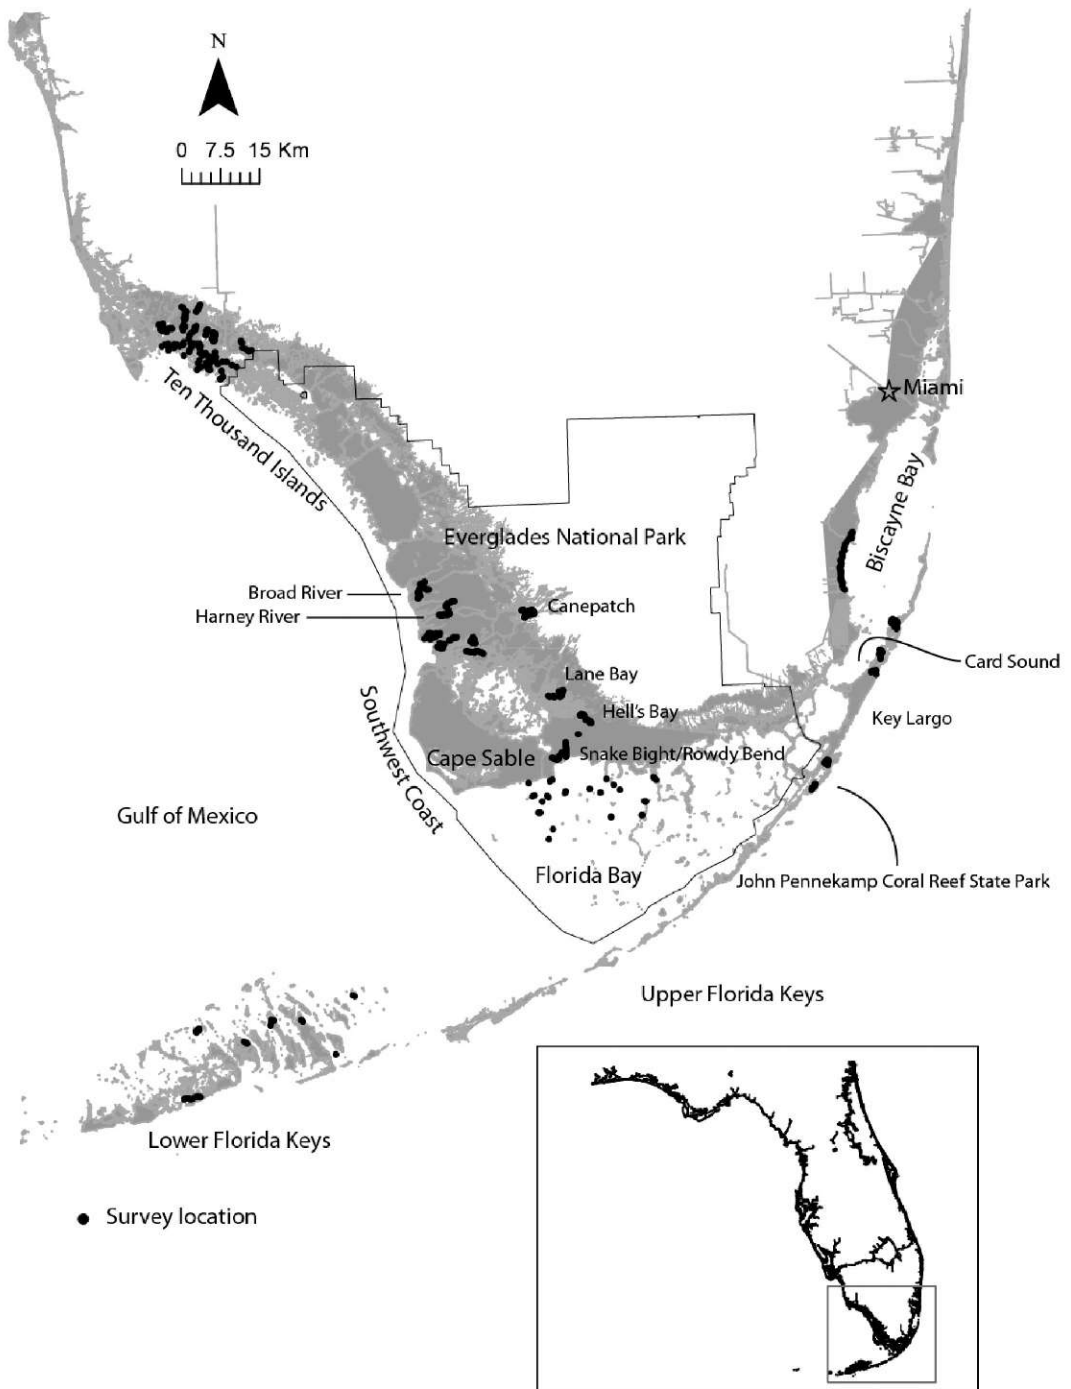 N
0 7.5 15 Km
Miami
Ten Thousand Islands
Biscayne Bay
Everglades National Park
Broad River
Harney River
Canepatch
Card Sound
Lane Bay
Hell's Bay
Key Largo
Southwest Coast
Cape Sable
Snake Bight/Rowdy Bend
Gulf of Mexico
Florida Bay
John Pennekamp Coral Reef State Park
Upper Florida Keys
Lower Florida Keys
Survey location